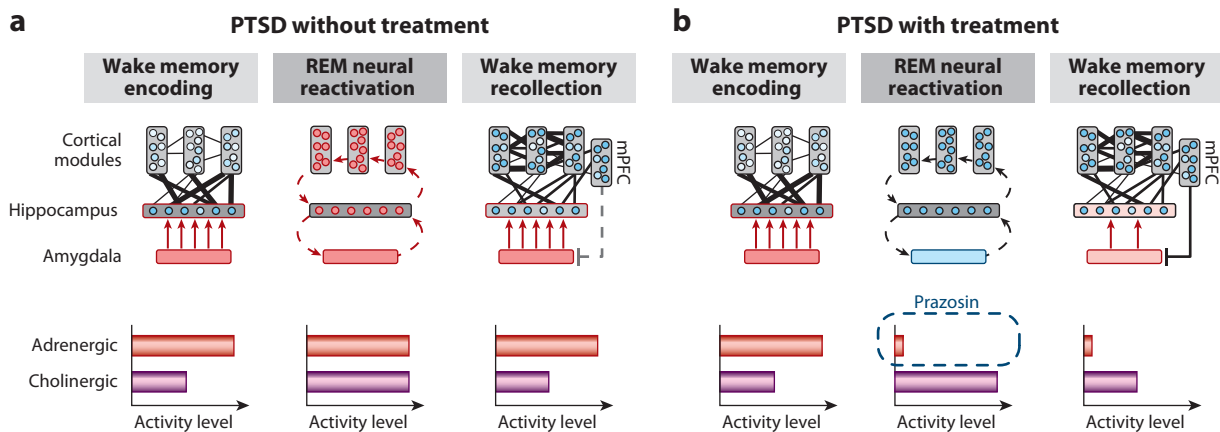 a
PTSD without treatment
Wake memory
encoding
REM neural
reactivation
Wake memory
recollection
Cortical
modules
mPFC
Hippocampus
Amygdala
Adrenergic
Cholinergic
Activity level
Activity level
Activity level
b
PTSD with treatment
Wake memory
encoding
REM neural
reactivation
Wake memory
recollection
mPFC
Prazosin
Activity level
Activity level
Activity level